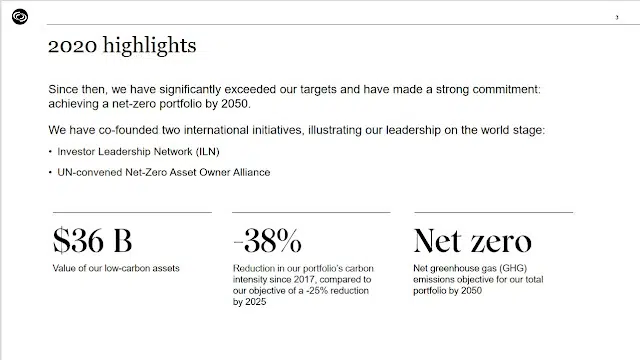 3
2020 highlights
Since then, we have significantly exceeded our targets and have made a strong commitment:
achieving a net-zero portfolio by 2050.
We have co-founded two international initiatives, illustrating our leadership on the world stage:
• Investor Leadership Network (ILN)
• UN-convened Net-Zero Asset Owner Alliance
$36 B
Value of our low-carbon assets
-38%
Reduction in our portfolio's carbon
intensity since 2017, compared to
our objective of a -25% reduction
by 2025
Net zero
Net greenhouse gas (GHG)
emissions objective for our total
portfolio by 2050